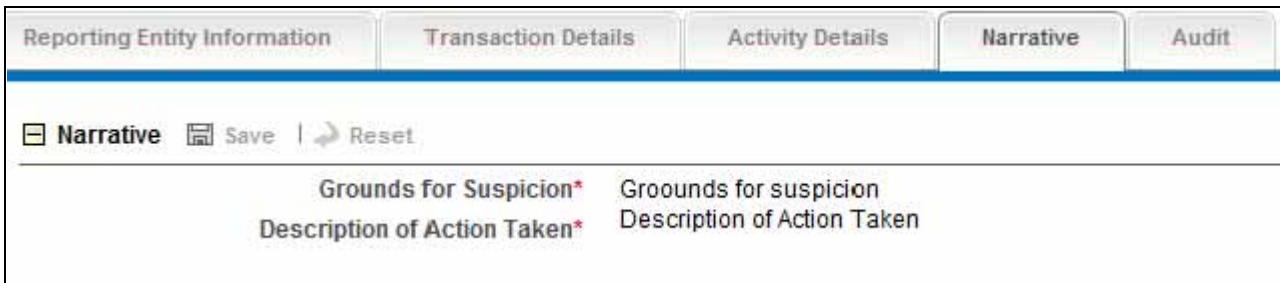 Reporting Entity Information Transaction Details Activity Details Narrative Audit
Narrative Save | Reset
Grounds for Suspicion* Groounds for suspicion
Description of Action Taken* Description of Action Taken